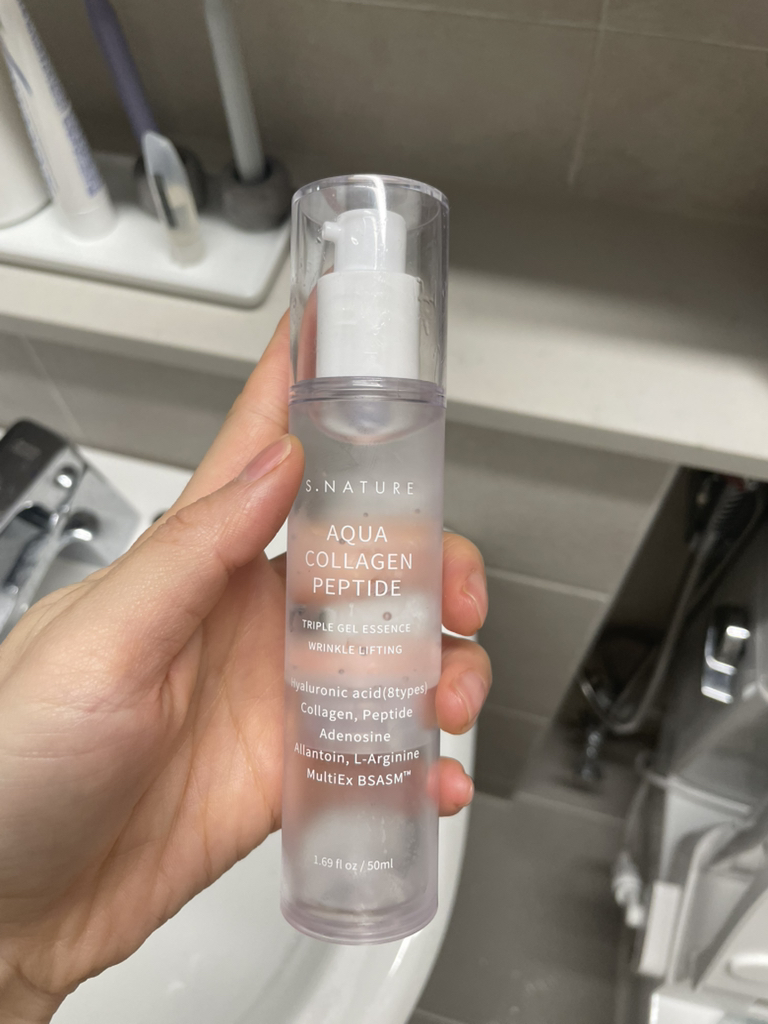 S.NATURE
AQUA
COLLAGEN
PEPTIDE
TRIPLE GEL ESSENCE
WRINKLE LIFTING
Hyaluronic acid(8types)
Collagen, Peptide
Adenosine
Allantoin, L-Arginine
MultiEx BSASM™
1.69 fl oz / 50ml